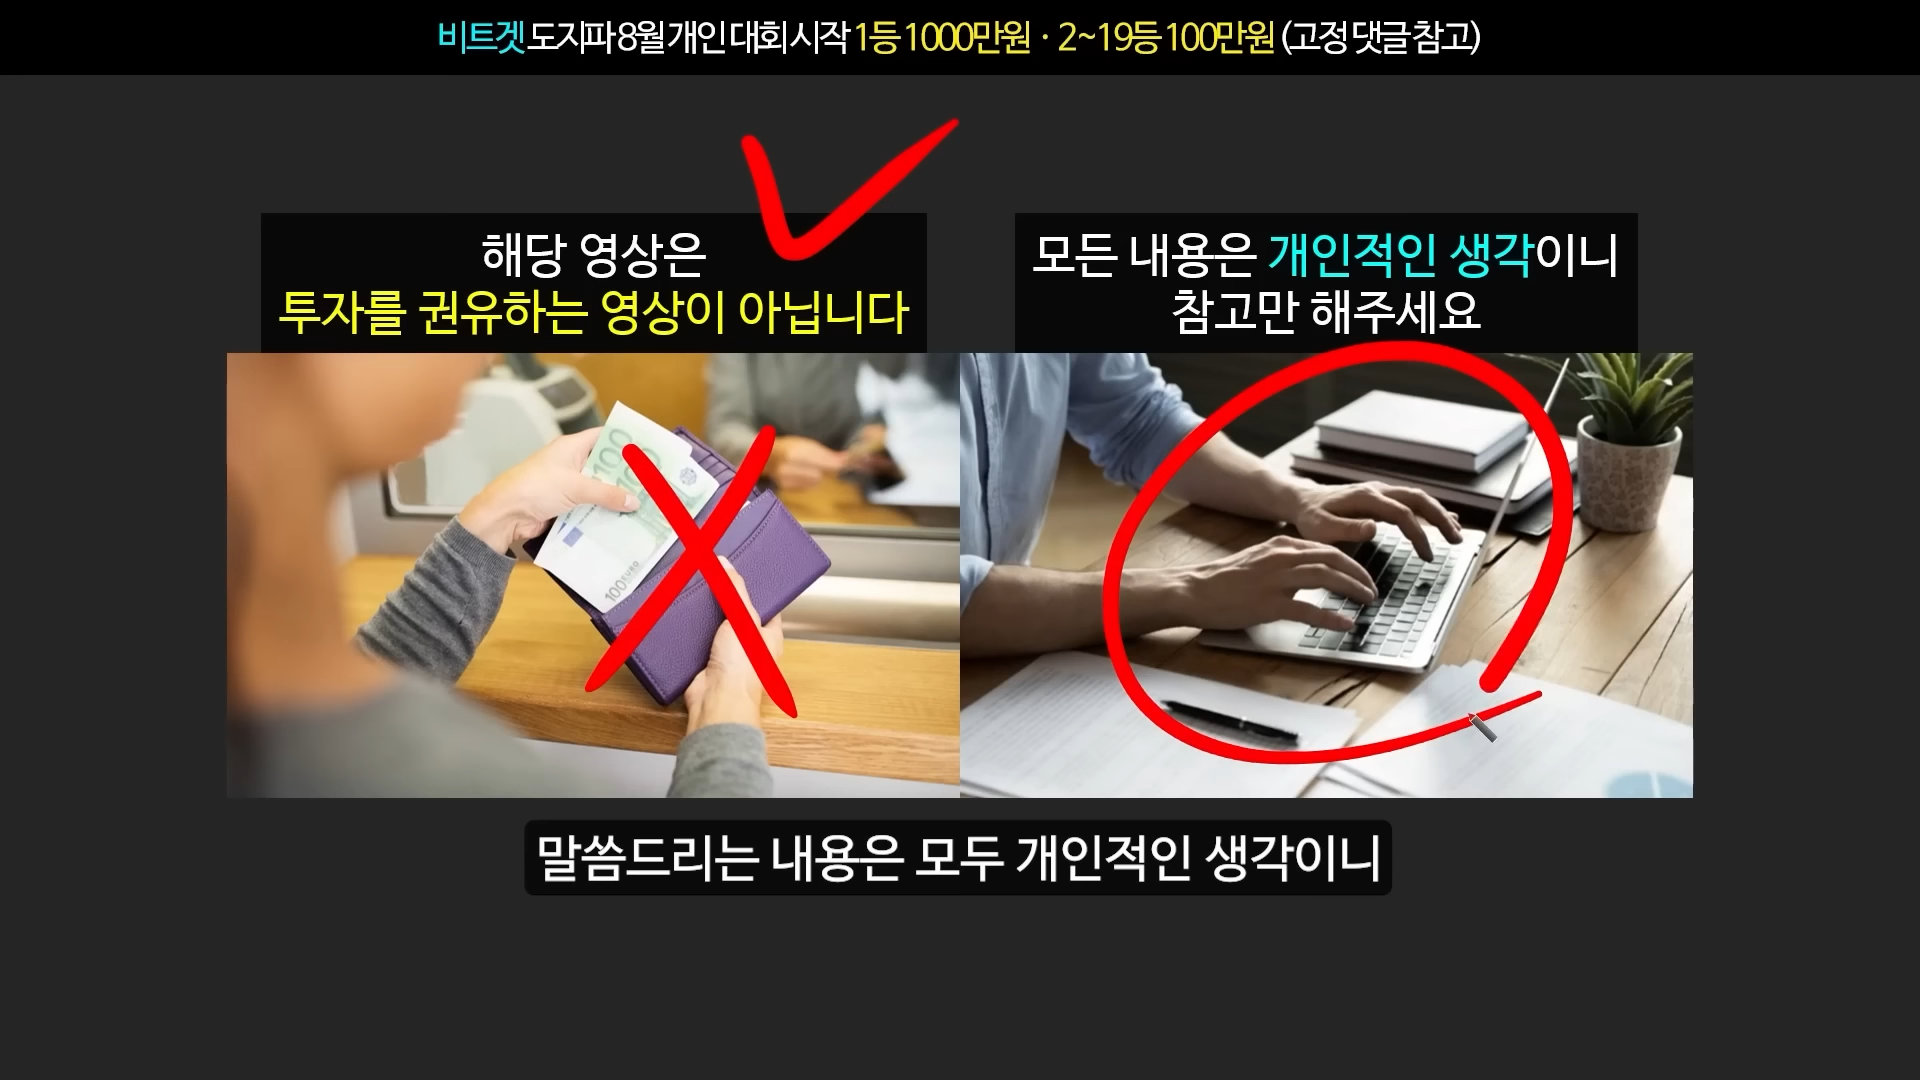 비트겟 도지파 8월 개인 대회 시작 1등 1000만원 · 2~19등 100만원 (고정 댓글 참고)
해당 영상은
투자를 권유하는 영상이 아닙니다
모든 내용은 개인적인 생각이니
참고만 해주세요
100
100 EURO
말씀드리는 내용은 모두 개인적인 생각이니